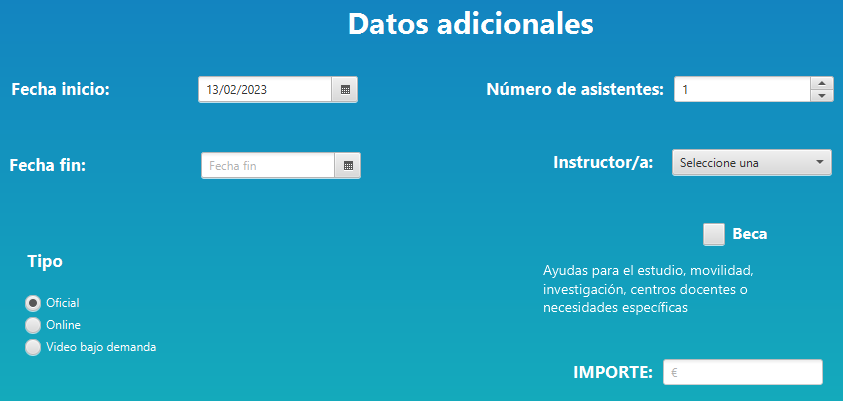 Datos adicionales
Fecha inicio: 13/02/2023
Número de asistentes: 1
Fecha fin: Fecha fin
Instructor/a: Seleccione una
Beca
Ayudas para el estudio, movilidad,
investigación, centros docentes o
necesidades específicas
Tipo
Oficial
Online
Video bajo demanda
IMPORTE: €